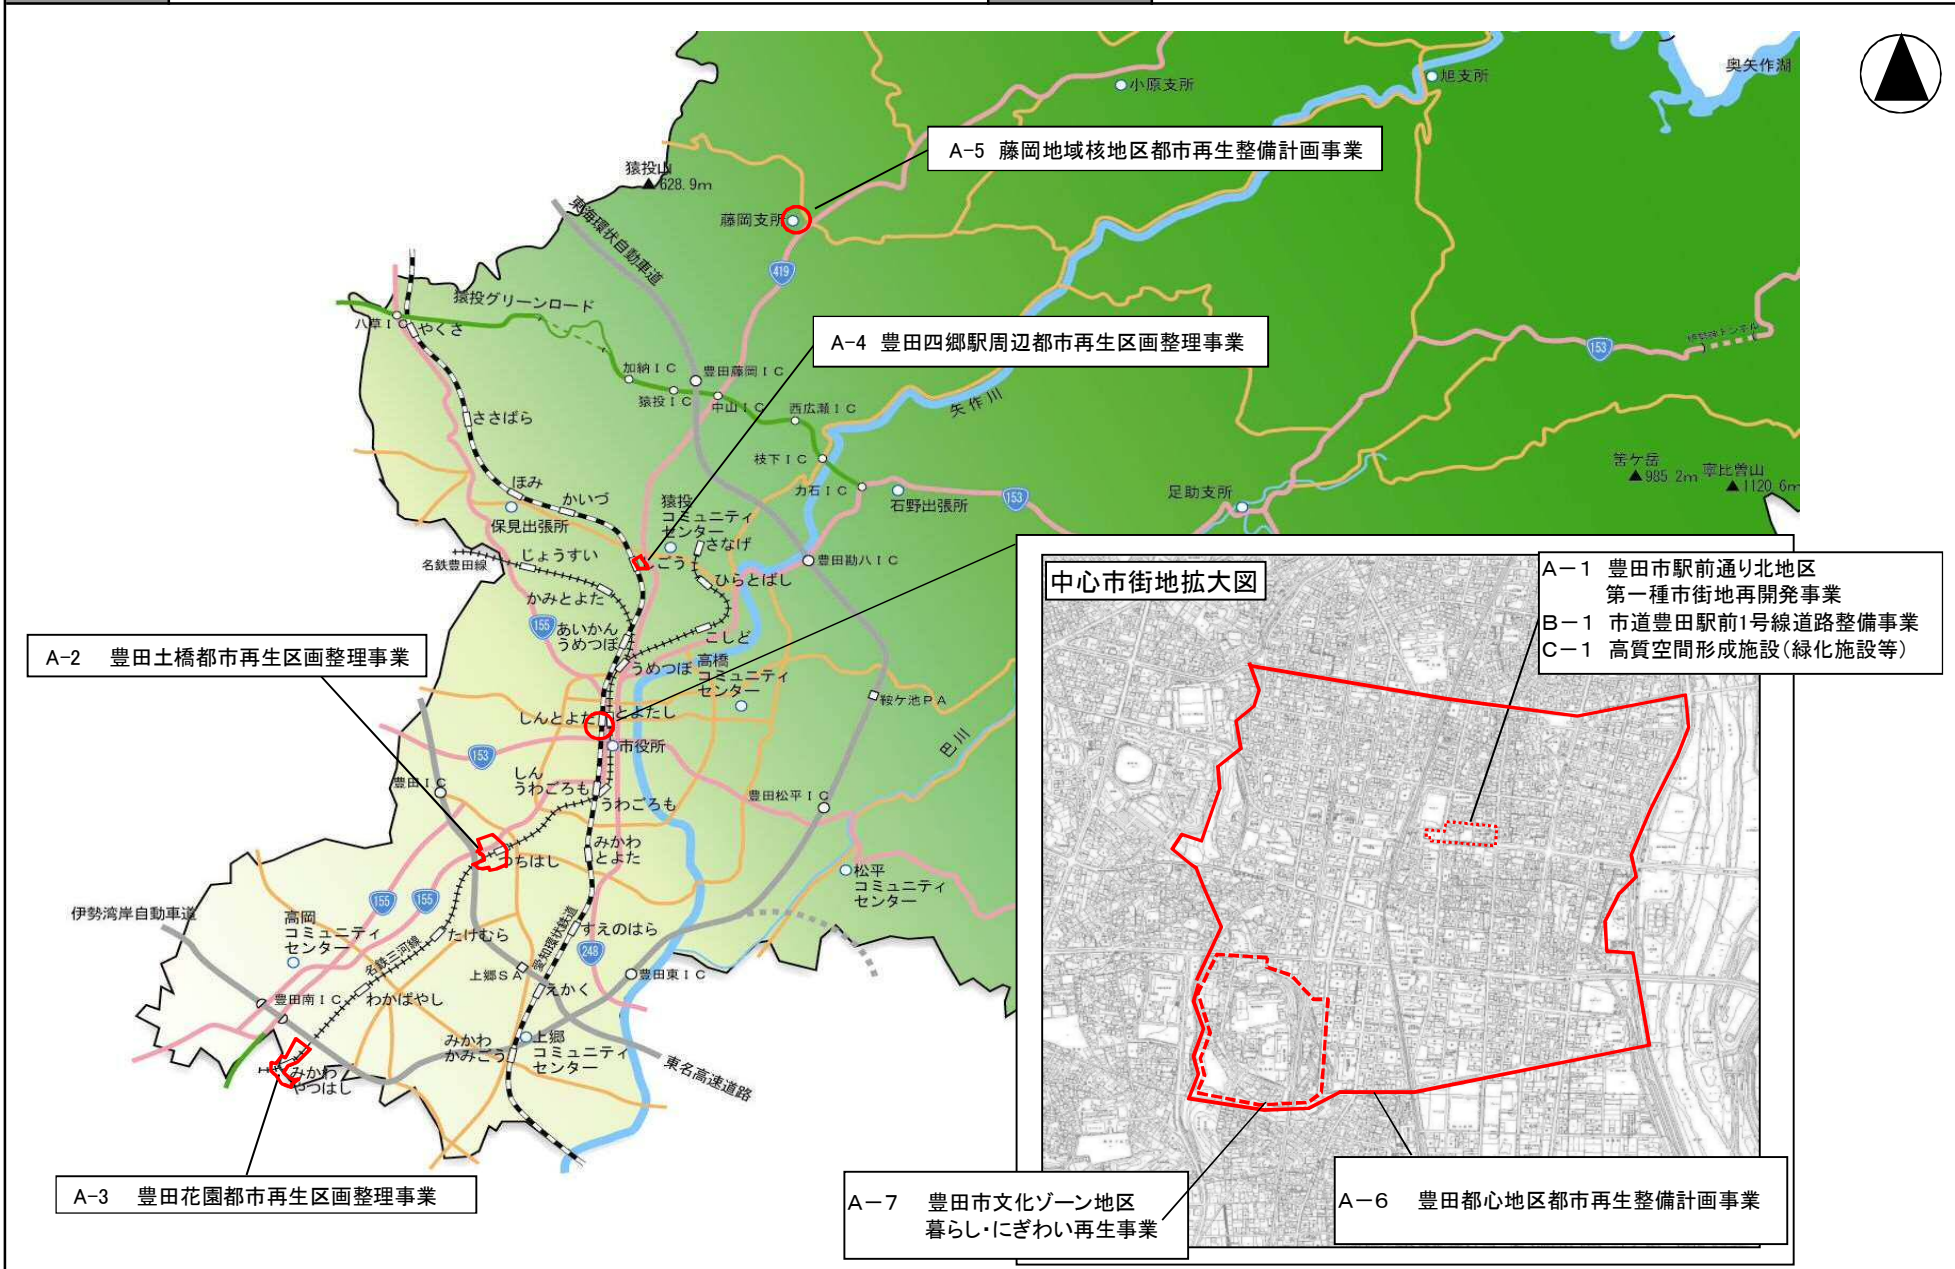 奥矢作湖
旭支所
小原支所
A-5 藤岡地域核地区都市再生整備計画事業
猿投山
▲628.9m
藤岡支所
東海環状自動車道
419
猿投グリーンロード
八草IC
やくさ
A-4 豊田四郷駅周辺都市再生区画整理事業
153
加納IC
豊田藤岡IC
猿投IC
中山IC
西広瀬IC
矢作川
ささばら
枝下IC
筈ケ岳
▲985.2m
寧比曽山
▲1120.6m
力石IC
石野出張所
153
足助支所
ほみ
かいづ
保見出張所
猿投
コミュニティ
センター
さなげ
ごう
豊田勘八IC
名鉄豊田線
じょうすい
ひらとばし
かみとよた
155
あいかん
うめつぼ
こしど
うめつぼ
高橋
コミュニティ
センター
A-2 豊田土橋都市再生区画整理事業
鞍ケ池PA
しんとよた
とよたし
市役所
巴川
153
豊田IC
しん
うわごろも
うわごろも
豊田松平IC
みかわ
とよた
つちはし
松平
コミュニティ
センター
155
155
伊勢湾岸自動車道
高岡
コミュニティ
センター
名鉄三河線
たけむら
愛知環状鉄道
すえのはら
248
上郷SA
豊田東IC
豊田南IC
わかばやし
えかく
みかわ
かみごう
上郷
コミュニティ
センター
東名高速道路
みかわ
やつはし
A-3 豊田花園都市再生区画整理事業
中心市街地拡大図
A-1 豊田市駅前通り北地区
第一種市街地再開発事業
B-1 市道豊田駅前1号線道路整備事業
C-1 高質空間形成施設(緑化施設等)
A-7 豊田市文化ゾーン地区
暮らし・にぎわい再生事業
A-6 豊田都心地区都市再生整備計画事業